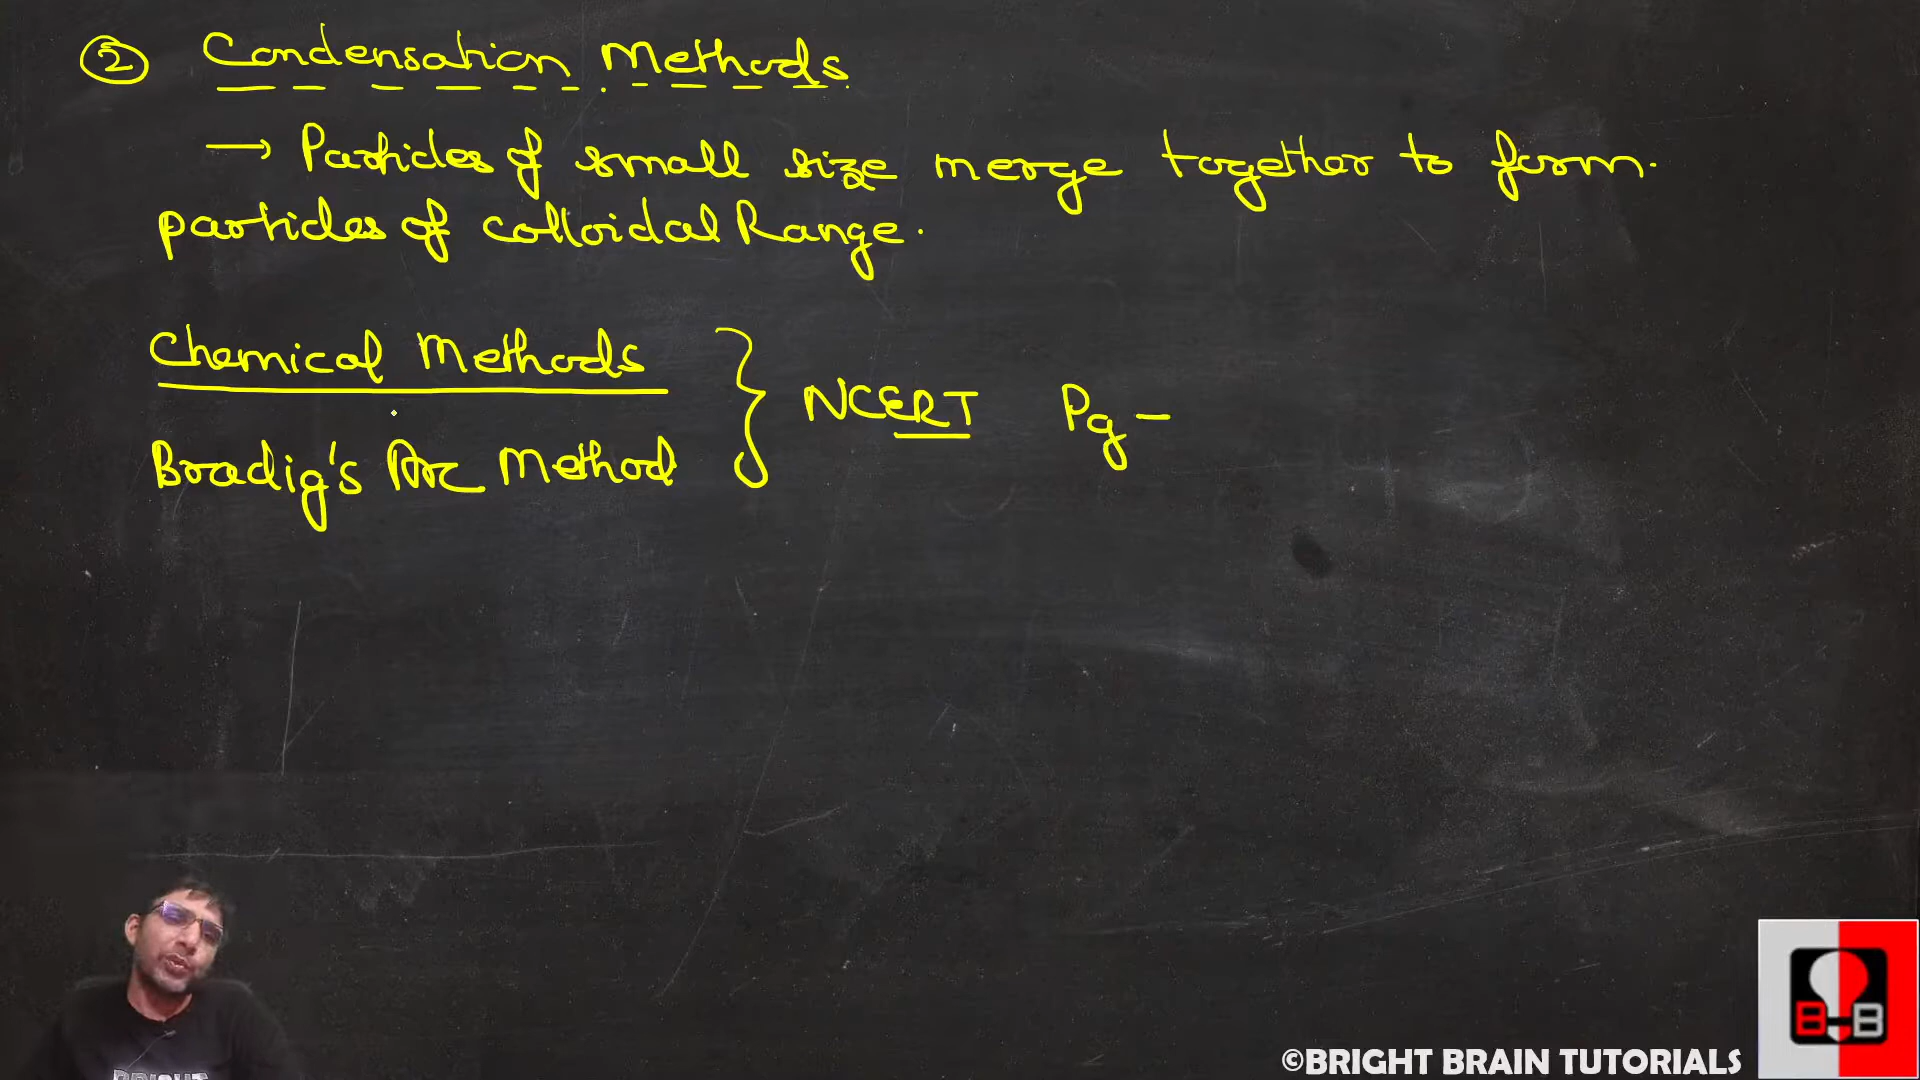 2 Condensation Methods
→ Particles of small size merge together to form
particles of colloidal Range.
Chemical Methods
Bradig's Arc Method
} NCERT Pg -
BRIGHT
B B
©BRIGHT BRAIN TUTORIALS